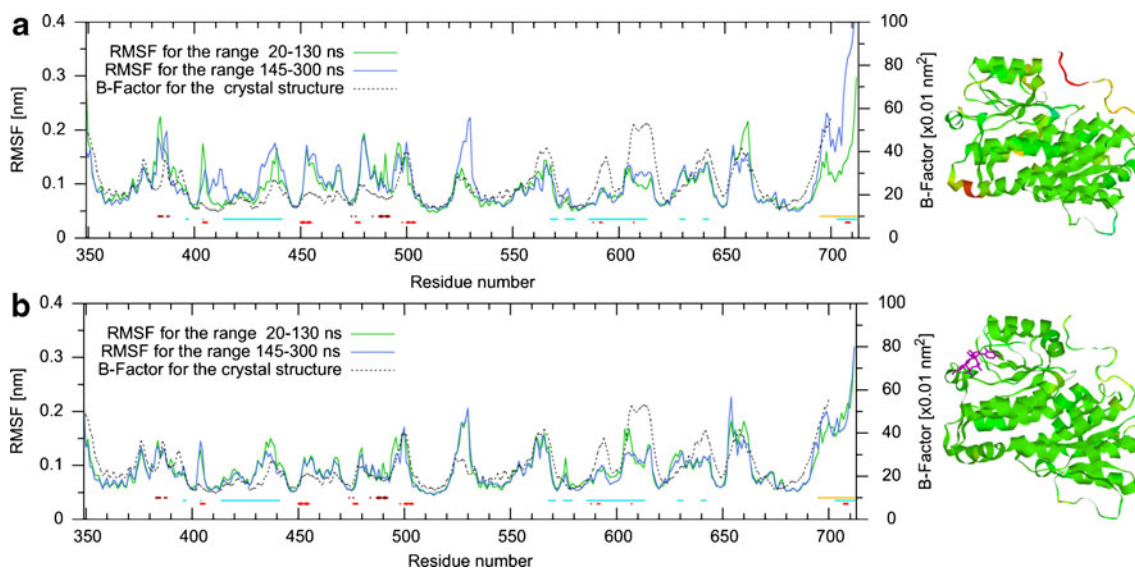 a
0.4
0.3
0.2
0.1
0
RMSF [nm]
RMSF for the range 20-130 ns
RMSF for the range 145-300 ns
B-Factor for the crystal structure
100
80
60
40
20
0
B-Factor [x0.01 nm²]
350 400 450 500 550 600 650 700
Residue number
b
0.4
0.3
0.2
0.1
0
RMSF [nm]
RMSF for the range 20-130 ns
RMSF for the range 145-300 ns
B-Factor for the crystal structure
100
80
60
40
20
0
B-Factor [x0.01 nm²]
350 400 450 500 550 600 650 700
Residue number